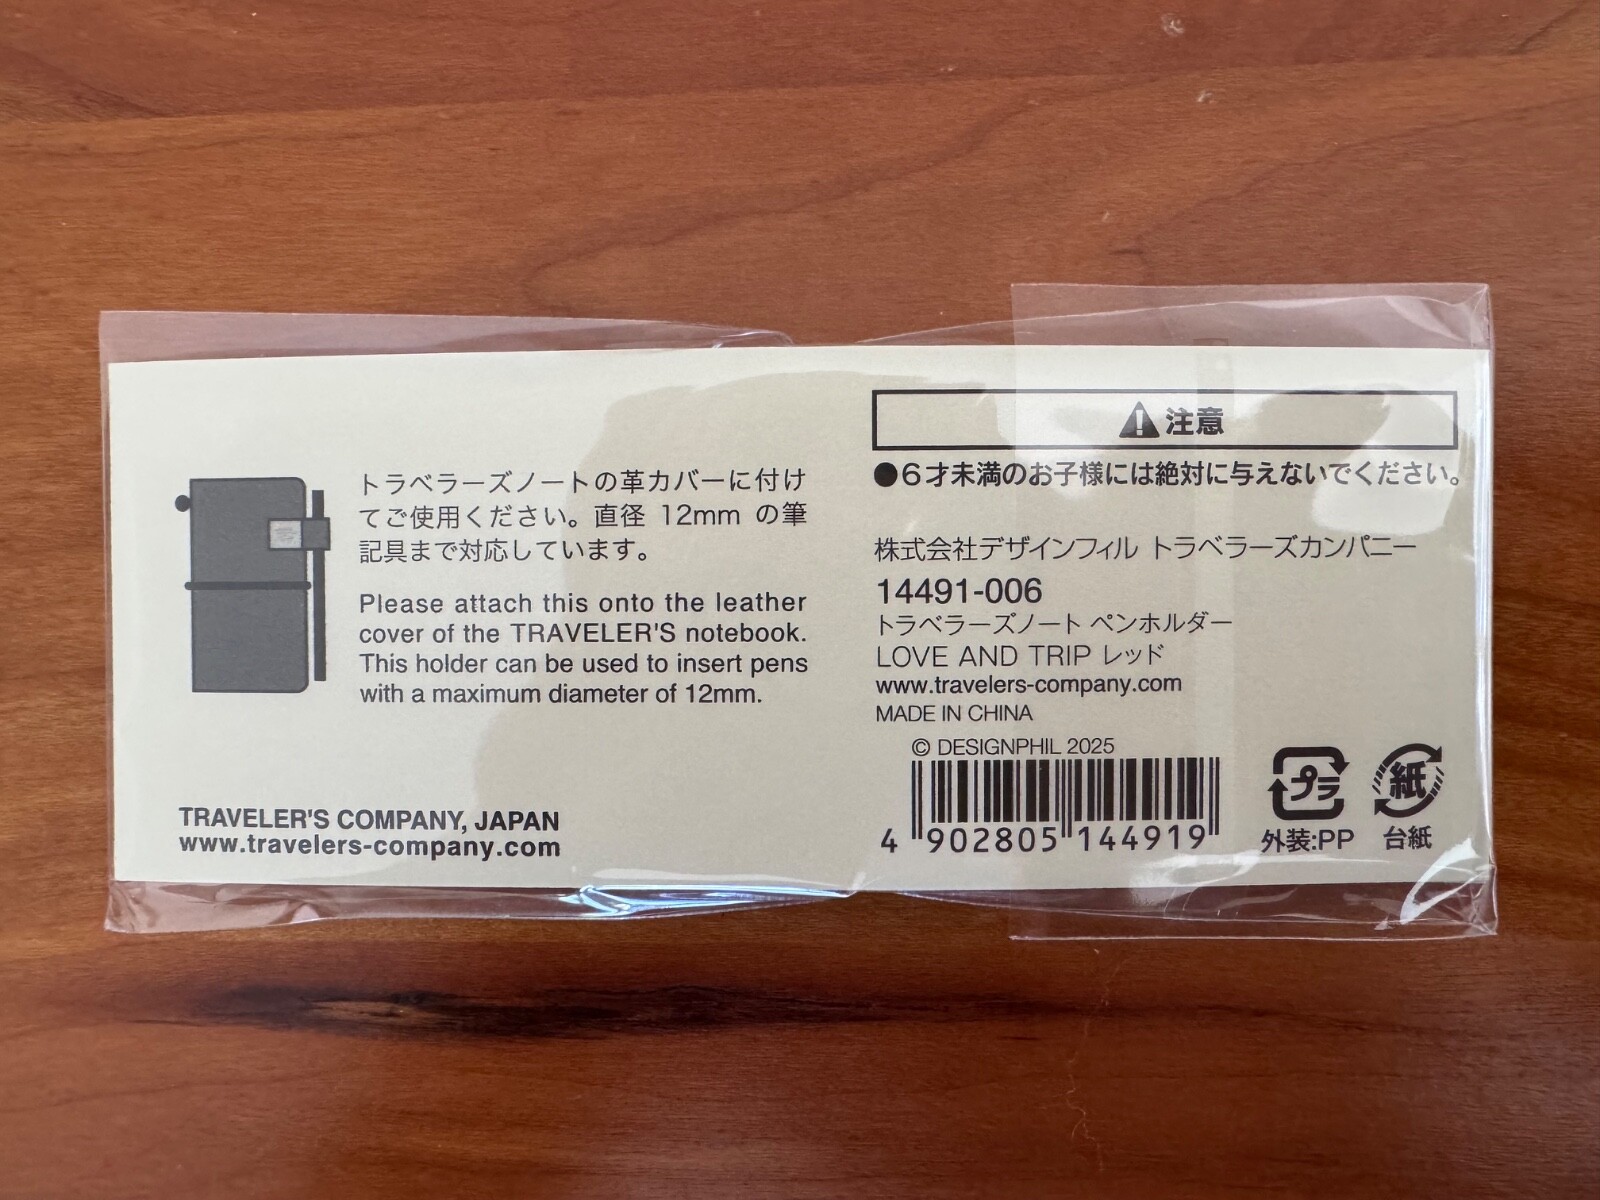 トラベラーズノートの革カバーに付け
てご使用ください。直径 12mm の筆
記具まで対応しています。
Please attach this onto the leather
cover of the TRAVELER'S notebook.
This holder can be used to insert pens
with a maximum diameter of 12mm.
TRAVELER'S COMPANY, JAPAN
www.travelers-company.com
注意
●6才未満のお子様には絶対に与えないでください。
株式会社デザインフィル トラベラーズカンパニー
14491-006
トラベラーズノート ペンホルダー
LOVE AND TRIP レッド
www.travelers-company.com
MADE IN CHINA
© DESIGNPHIL 2025
4 902805 144919
プラ
外装:PP
紙
台紙